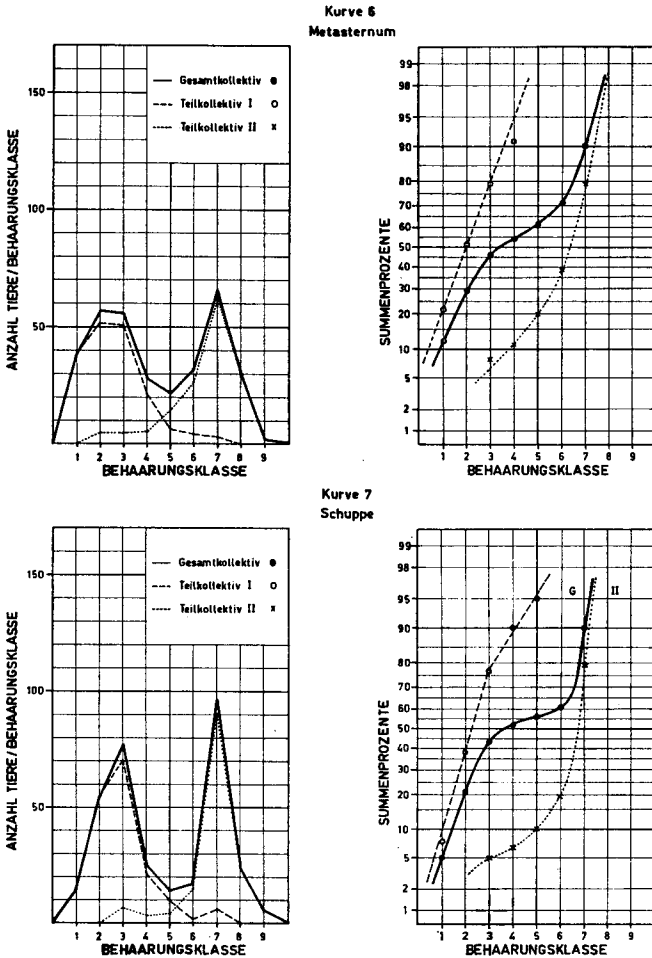 Kurve 6
Metasternum
ANZAHL TIERE/BEHAARUNGSKLASSE
150
100
50
Gesamtkollektiv
Teilkollektiv I
Teilkollektiv II
1 2 3 4 5 6 7 8 9
BEHAARUNGSKLASSE
SUMMENPROZENTE
99
98
95
90
80
70
60
50
40
30
20
10
5
2
1
1 2 3 4 5 6 7 8 9
BEHAARUNGSKLASSE
Kurve 7
Schuppe
ANZAHL TIERE/BEHAARUNGSKLASSE
150
100
50
Gesamtkollektiv
Teilkollektiv I
Teilkollektiv II
1 2 3 4 5 6 7 8 9
BEHAARUNGSKLASSE
SUMMENPROZENTE
99
98
95
90
80
70
60
50
40
30
20
10
5
2
1
G II
1 2 3 4 5 6 7 8 9
BEHAARUNGSKLASSE